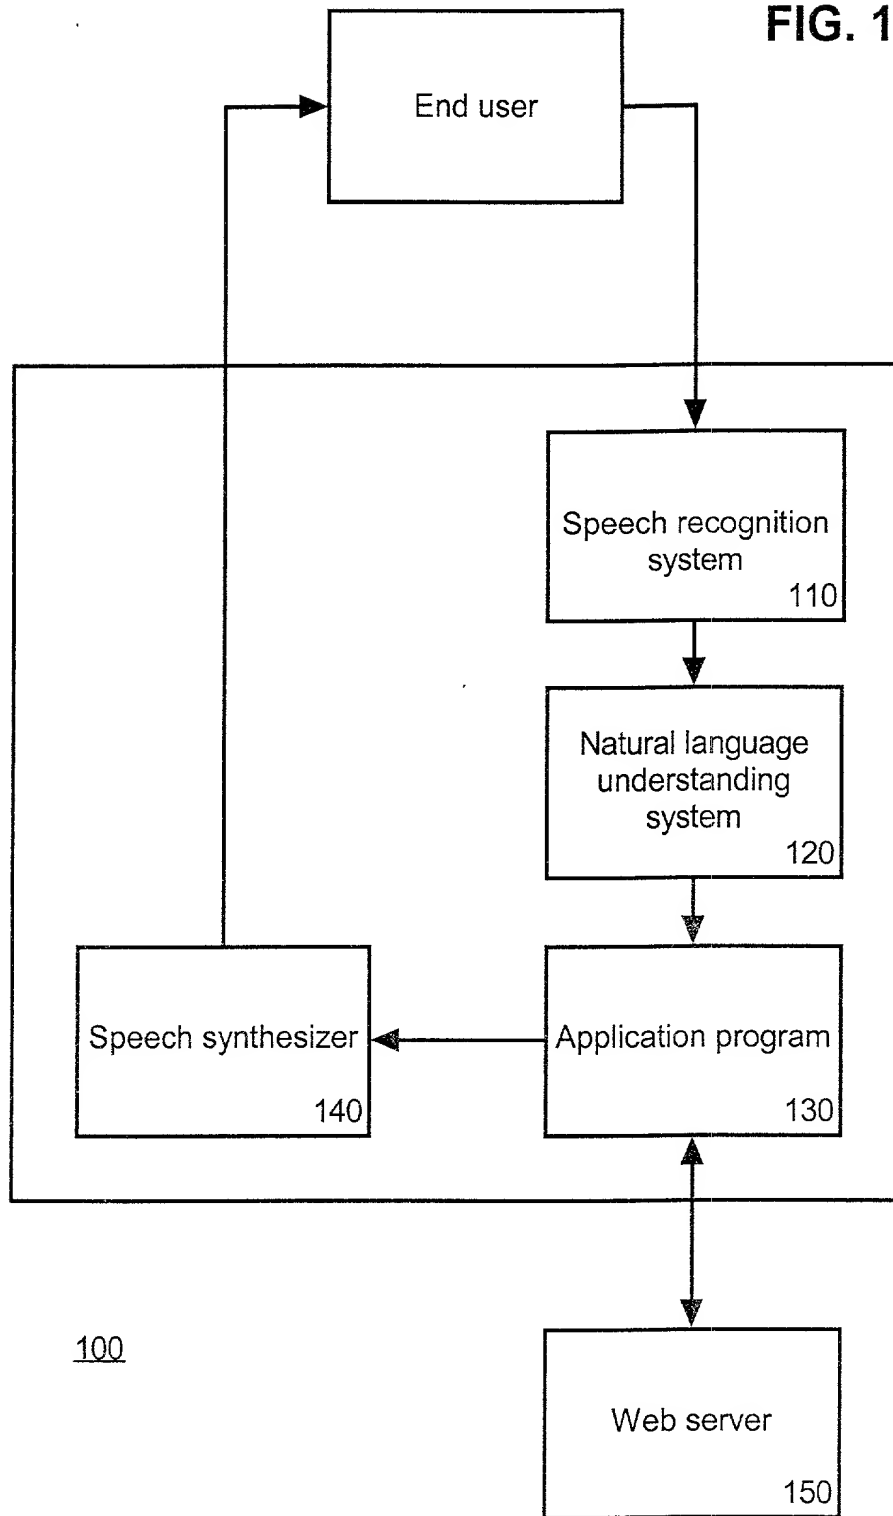 FIG. 1
End user
Speech recognition
system
110
Natural language
understanding
system
120
Speech synthesizer
140
Application program
130
100
Web server
150